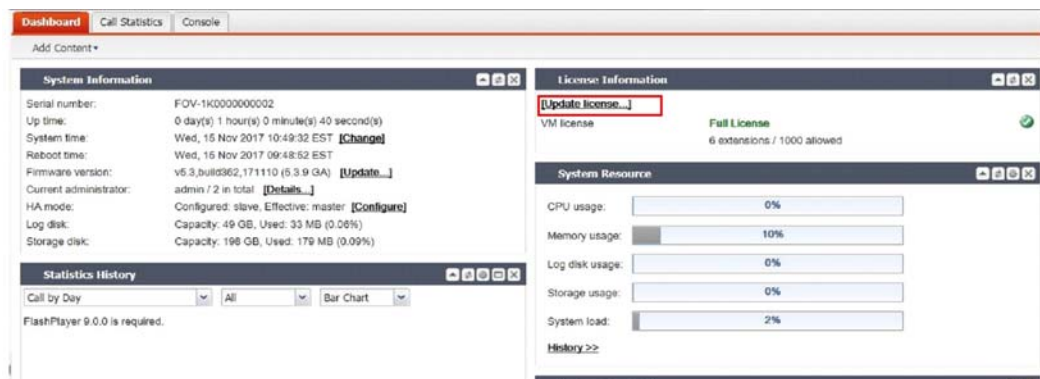 Dashboard Call Statistics Console
Add Content
System Information
Serial number: FOV-1K0000000002
Up time: 0 day(s) 1 hour(s) 0 minute(s) 40 second(s)
System time: Wed, 15 Nov 2017 10:49:32 EST [Change]
Reboot time: Wed, 15 Nov 2017 09:48:52 EST
Firmware version: v5.3,build362,171110 (5.3.9 GA) [Update...]
Current administrator: admin / 2 in total [Details...]
HA mode: Configured: slave, Effective: master [Configure]
Log disk: Capacity: 49 GB, Used: 33 MB (0.06%)
Storage disk: Capacity: 198 GB, Used: 179 MB (0.09%)
Statistics History
Call by Day All Bar Chart
FlashPlayer 9.0.0 is required.
License Information
[Update license...]
VM license Full License
6 extensions / 1000 allowed
System Resource
CPU usage: 0%
Memory usage: 10%
Log disk usage: 0%
Storage usage: 0%
System load: 2%
History >>